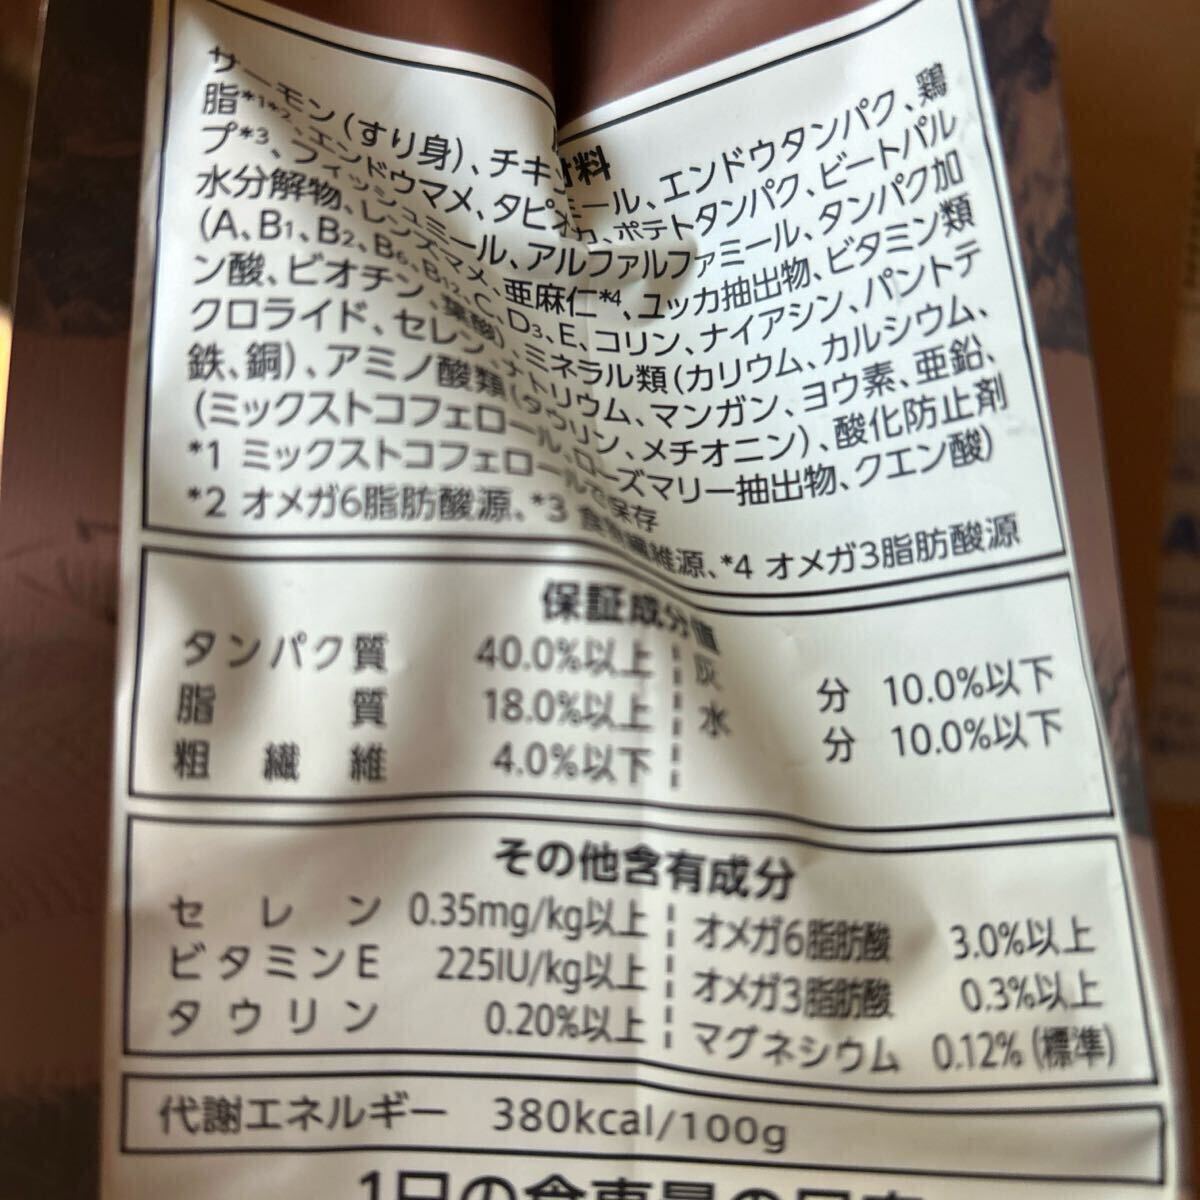 材料
サーモン(すり身)、チキンミール、エンドウタンパク、鶏
脂*1*2、エンドウマメ、タピオカ、ポテトタンパク、ビートパル
プ*3、フィッシュミール、アルファルファミール、タンパク加
水分解物、レンズマメ、亜麻仁*4、ユッカ抽出物、ビタミン類
(A、B1、B2、B6、B12、C、D3、E、コリン、ナイアシン、パントテ
ン酸、ビオチン、葉酸)、ミネラル類(カリウム、カルシウム、
クロライド、セレン、ナトリウム、マンガン、ヨウ素、亜鉛、
鉄、銅)、アミノ酸類(タウリン、メチオニン)、酸化防止剤
(ミックストコフェロール、ローズマリー抽出物、クエン酸)
*1 ミックストコフェロールで保存
*2 オメガ6脂肪酸源、*3 食物繊維源、*4 オメガ3脂肪酸源
保証成分値
タンパク質 40.0%以上 灰分 10.0%以下
脂質 18.0%以上 水分 10.0%以下
粗繊維 4.0%以下
その他含有成分
セレン 0.35mg/kg以上 オメガ6脂肪酸 3.0%以上
ビタミンE 225IU/kg以上 オメガ3脂肪酸 0.3%以上
タウリン 0.20%以上 マグネシウム 0.12%(標準)
代謝エネルギー 380kcal/100g
1日の食事量の目安